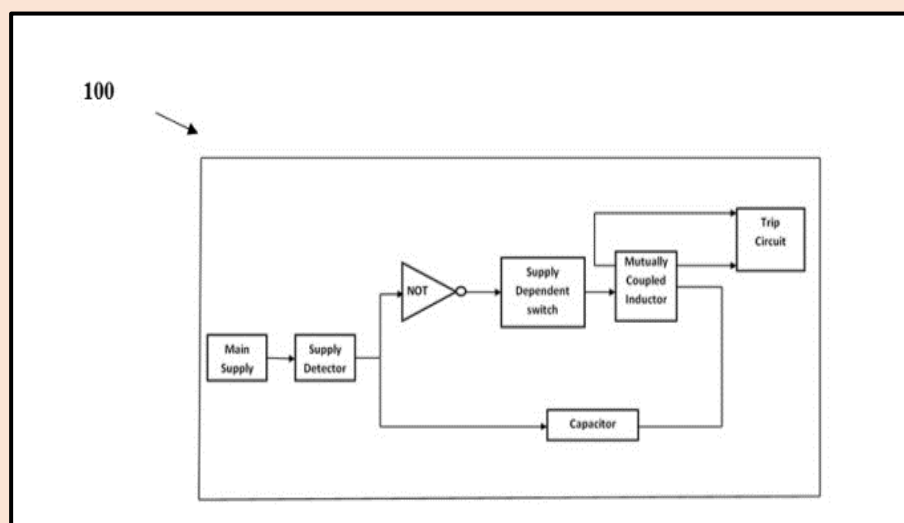 100
Trip
Circuit
Mutually
Coupled
Inductor
Supply
Dependent
switch
NOT
Main
Supply
Supply
Detector
Capacitor